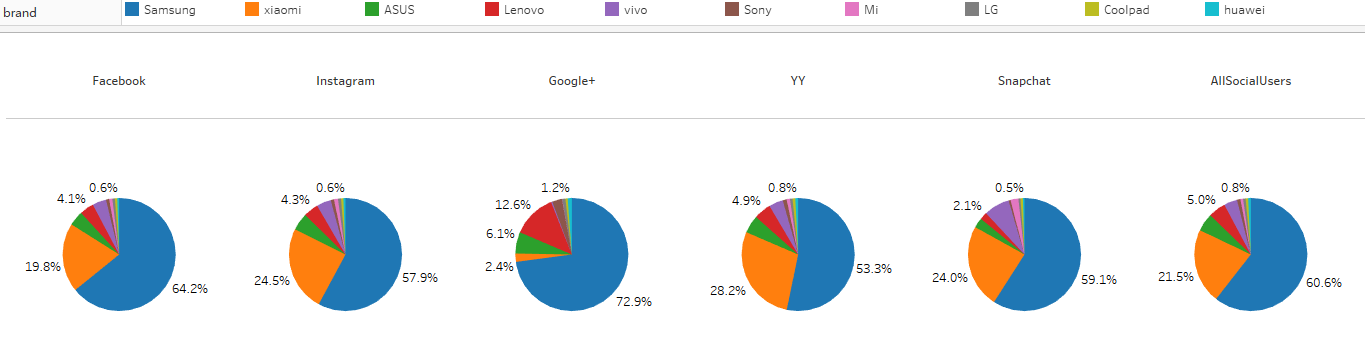 brand Samsung xiaomi ASUS Lenovo vivo Sony Mi LG Coolpad huawei
Facebook Instagram Google+ YY Snapchat AllSocialUsers
0.6% 4.1% 19.8% 64.2%
0.6% 4.3% 24.5% 57.9%
1.2% 12.6% 6.1% 2.4% 72.9%
0.8% 4.9% 28.2% 53.3%
0.5% 2.1% 24.0% 59.1%
0.8% 5.0% 21.5% 60.6%